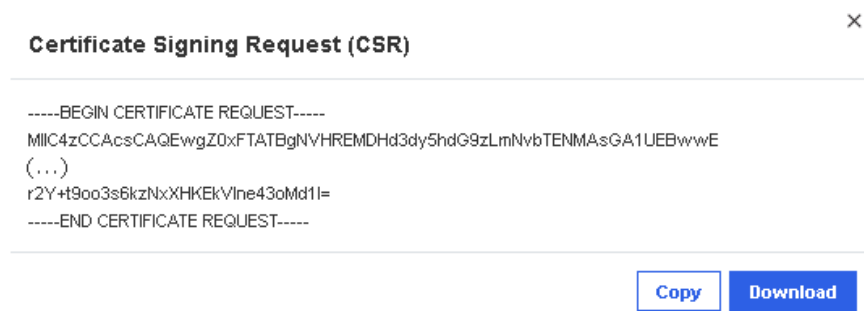 Certificate Signing Request (CSR)
-----BEGIN CERTIFICATE REQUEST-----
MIIC4zCCAcsCAQEwgZ0xFTATBgNVHREMDHd3dy5hdG9zLmNvbTENMAsGA1UEBwwE
(...)
r2Y+t9oo3s6kzNxXHKEkVIne43oMd1I=
-----END CERTIFICATE REQUEST-----
Copy Download